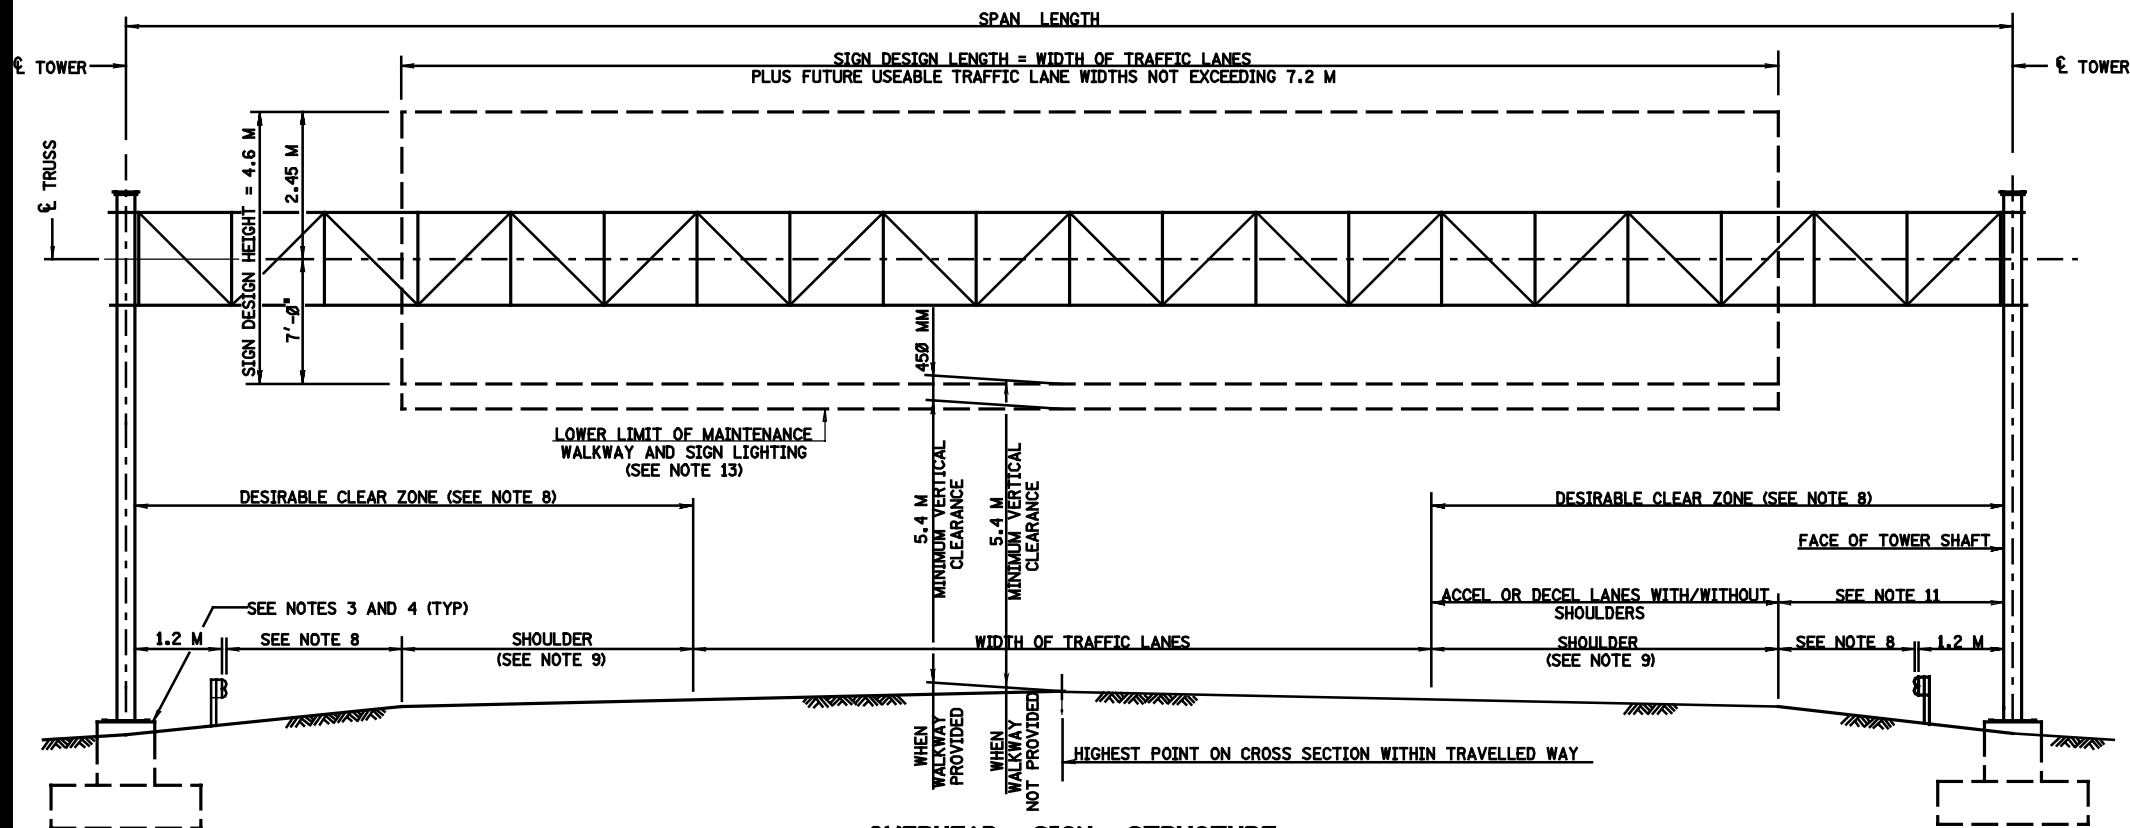 SPAN LENGTH
SIGN DESIGN LENGTH = WIDTH OF TRAFFIC LANES
PLUS FUTURE USEABLE TRAFFIC LANE WIDTHS NOT EXCEEDING 7.2 M
℄ TOWER
℄ TOWER
℄ TRUSS
SIGN DESIGN HEIGHT = 4.6 M
2.45 M
7'-0"
450 MM
LOWER LIMIT OF MAINTENANCE
WALKWAY AND SIGN LIGHTING
(SEE NOTE 13)
DESIRABLE CLEAR ZONE (SEE NOTE 8)
5.4 M
MINIMUM VERTICAL
CLEARANCE
5.4 M
MINIMUM VERTICAL
CLEARANCE
DESIRABLE CLEAR ZONE (SEE NOTE 8)
FACE OF TOWER SHAFT
ACCEL OR DECEL LANES WITH/WITHOUT
SHOULDERS
SEE NOTE 11
SEE NOTES 3 AND 4 (TYP)
1.2 M
SEE NOTE 8
SHOULDER
(SEE NOTE 9)
WIDTH OF TRAFFIC LANES
SHOULDER
(SEE NOTE 9)
SEE NOTE 8
1.2 M
WHEN
WALKWAY
PROVIDED
WHEN
WALKWAY
NOT PROVIDED
HIGHEST POINT ON CROSS SECTION WITHIN TRAVELLED WAY
OVERHEAD SIGN STRUCTURE